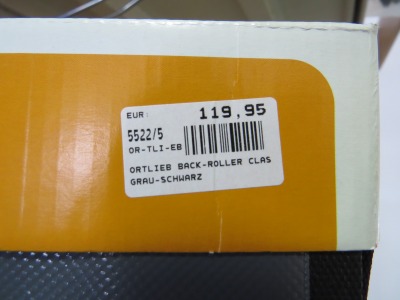 EUR: 119,95
5522/5
OR-TLI-EB
ORTLIEB BACK-ROLLER CLAS
GRAU-SCHWARZ